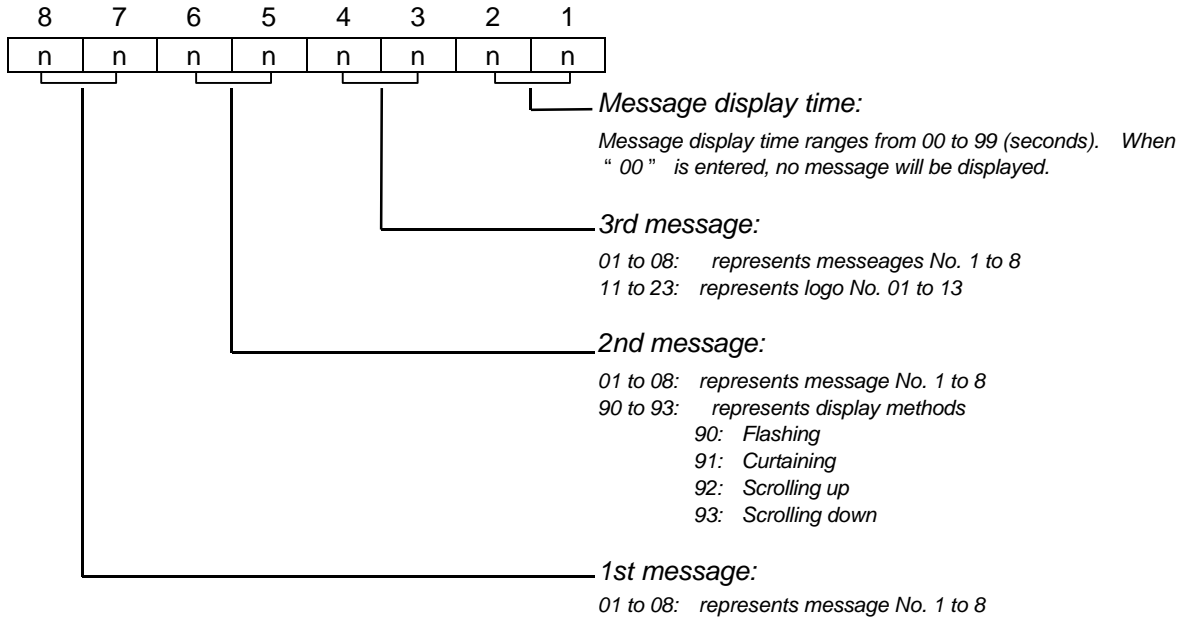 8 7 6 5 4 3 2 1
n n n n n n n n
Message display time:
Message display time ranges from 00 to 99 (seconds). When
“ 00 ” is entered, no message will be displayed.
3rd message:
01 to 08: represents messeages No. 1 to 8
11 to 23: represents logo No. 01 to 13
2nd message:
01 to 08: represents message No. 1 to 8
90 to 93: represents display methods
90: Flashing
91: Curtaining
92: Scrolling up
93: Scrolling down
1st message:
01 to 08: represents message No. 1 to 8